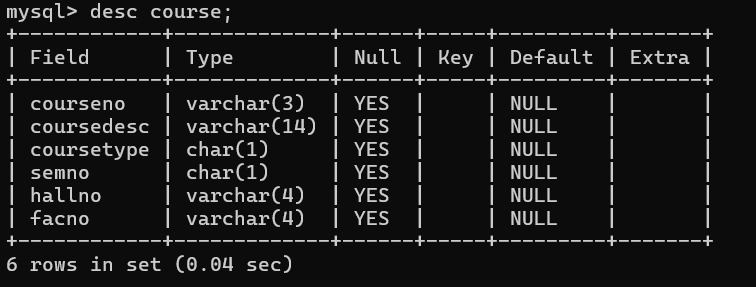 mysql> desc course;
+------------+-------------+------+-----+---------+-------+
| Field      | Type        | Null | Key | Default | Extra |
+------------+-------------+------+-----+---------+-------+
| courseno   | varchar(3)  | YES  |     | NULL    |       |
| coursedesc | varchar(14) | YES  |     | NULL    |       |
| coursetype | char(1)     | YES  |     | NULL    |       |
| semno      | char(1)     | YES  |     | NULL    |       |
| hallno     | varchar(4)  | YES  |     | NULL    |       |
| facno      | varchar(4)  | YES  |     | NULL    |       |
+------------+-------------+------+-----+---------+-------+
6 rows in set (0.04 sec)